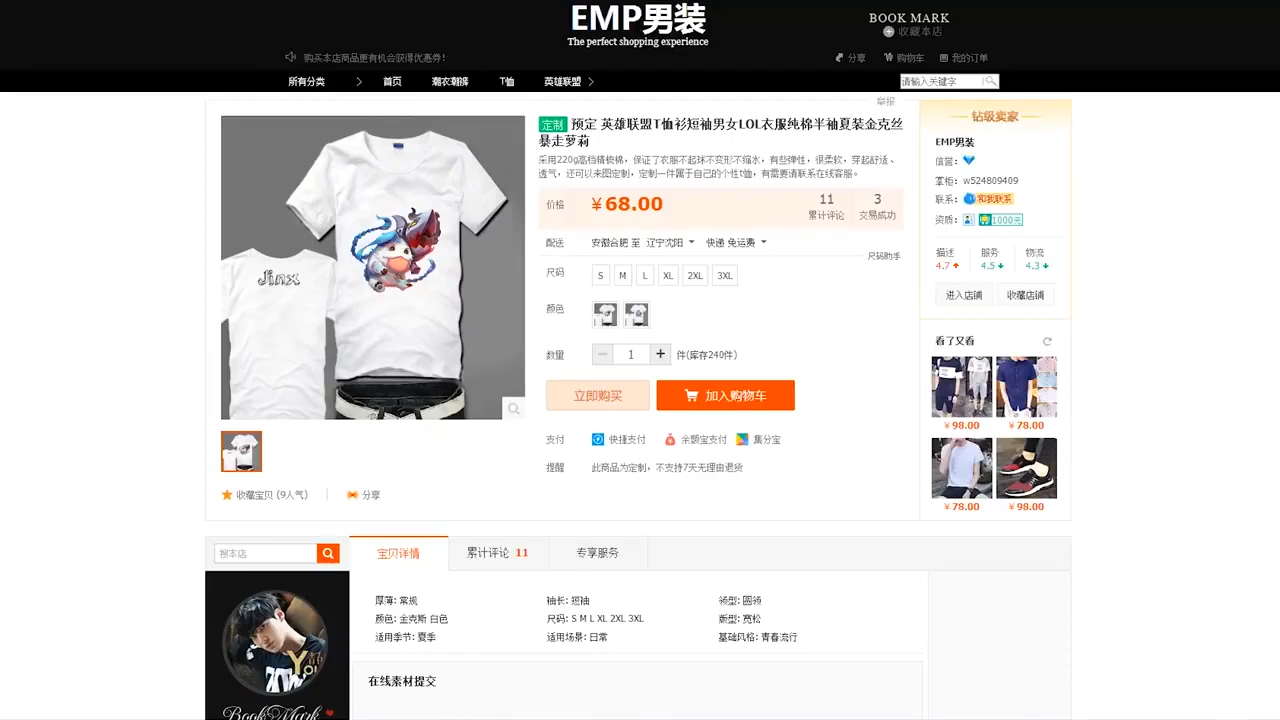 EMP男装
The perfect shopping experience
BOOK MARK
收藏本店
购买本店商品更有机会获得优惠券!
分享 购物车 我的订单
所有分类 首页 潮衣潮裤 T恤 英雄联盟
请输入关键字
举报
定制 预定 英雄联盟T恤衫短袖男女LOL衣服纯棉半袖夏装金克丝
暴走萝莉
采用220g高档精梳棉，保证了衣服不起球不变形不缩水，有些弹性，很柔软，穿起舒适、
透气，还可以来图定制，定制一件属于自己的个性t恤，有需要请联系在线客服。
价格 ¥68.00
11 累计评论
3 交易成功
配送 安徽合肥 至 辽宁沈阳 快递 免运费
尺码助手
尺码 S M L XL 2XL 3XL
颜色
数量 1 件(库存240件)
立即购买 加入购物车
支付 快捷支付 余额宝支付 集分宝
提醒 此商品为定制，不支持7天无理由退货
Jinx
收藏宝贝 (9人气) 分享
钻级卖家
EMP男装
信誉：
掌柜：w524809409
联系：和我联系
资质：1000元
描述 服务 物流
4.7 4.5 4.3
进入店铺 收藏店铺
看了又看
¥98.00 ¥78.00
¥78.00 ¥98.00
搜本店
宝贝详情 累计评论 11 专享服务
厚薄: 常规 袖长: 短袖 领型: 圆领
颜色: 金克斯 白色 尺码: S M L XL 2XL 3XL 版型: 宽松
适用季节: 夏季 适用场景: 日常 基础风格: 青春流行
在线素材提交
Book Mark